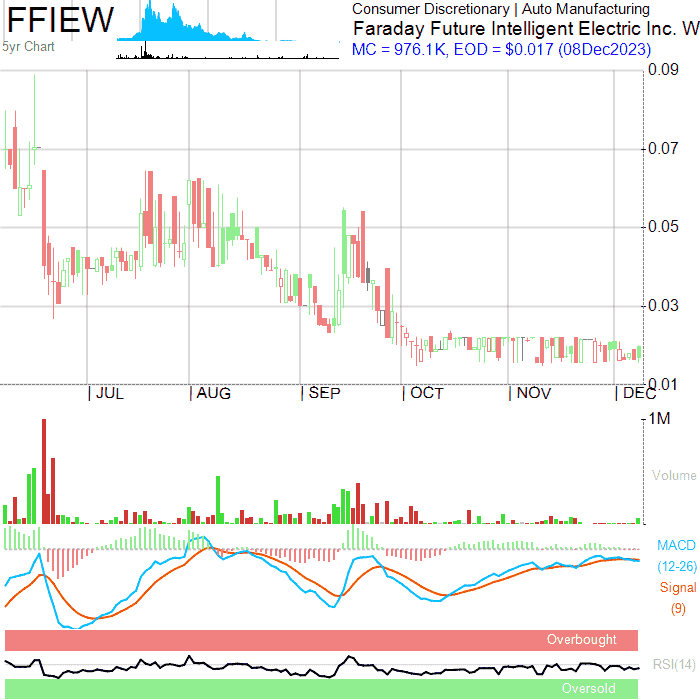 FFIEW
5yr Chart
Consumer Discretionary | Auto Manufacturing
Faraday Future Intelligent Electric Inc. W
MC = 976.1K, EOD = $0.017 (08Dec2023)
0.09
0.07
0.05
0.03
0.01
JUL AUG SEP OCT NOV DEC
1M
Volume
MACD
(12-26)
Signal
(9)
Overbought
RSI(14)
Oversold